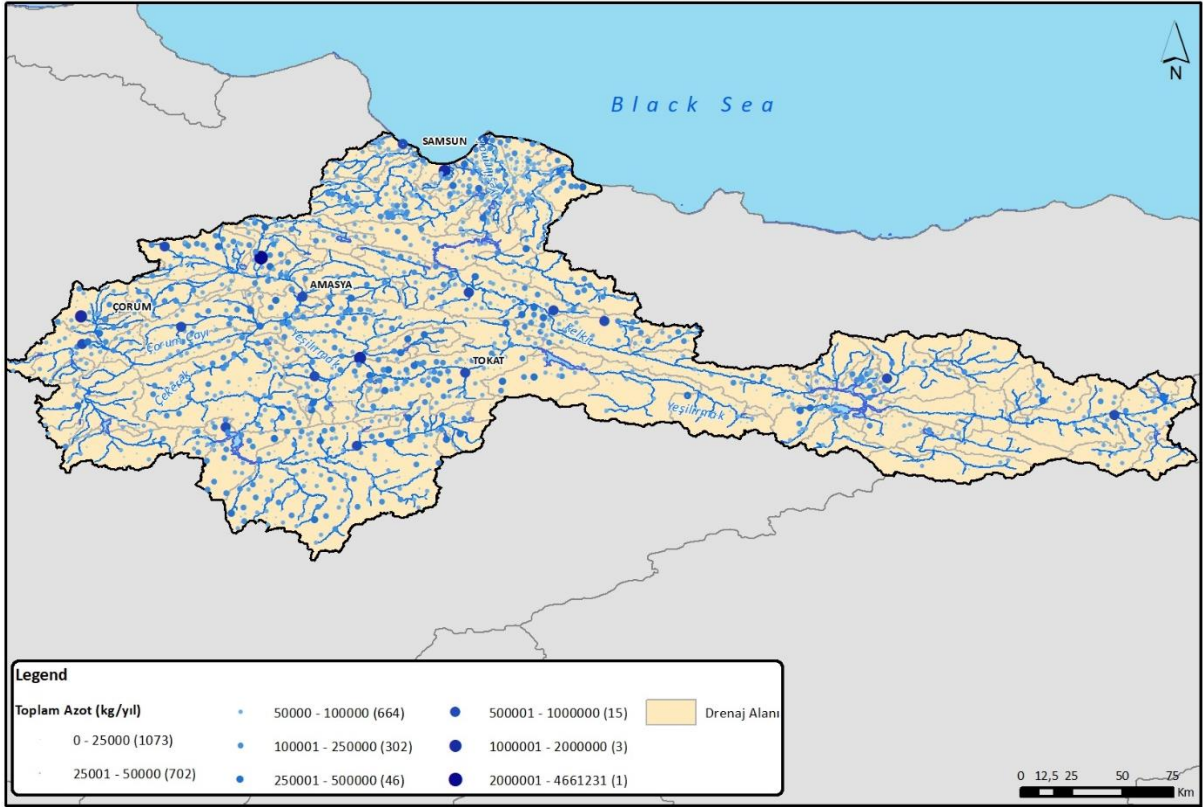 N
Black Sea
SAMSUN
AMASYA
ÇORUM
Çorum Çayı
Yeşilırmak
Kelkit
TOKAT
Çekerek
Yeşilırmak
Legend
Toplam Azot (kg/yıl)
0 - 25000 (1073)
25001 - 50000 (702)
50000 - 100000 (664)
100001 - 250000 (302)
250001 - 500000 (46)
500001 - 1000000 (15)
1000001 - 2000000 (3)
2000001 - 4661231 (1)
Drenaj Alanı
0 12,5 25 50 75
Km